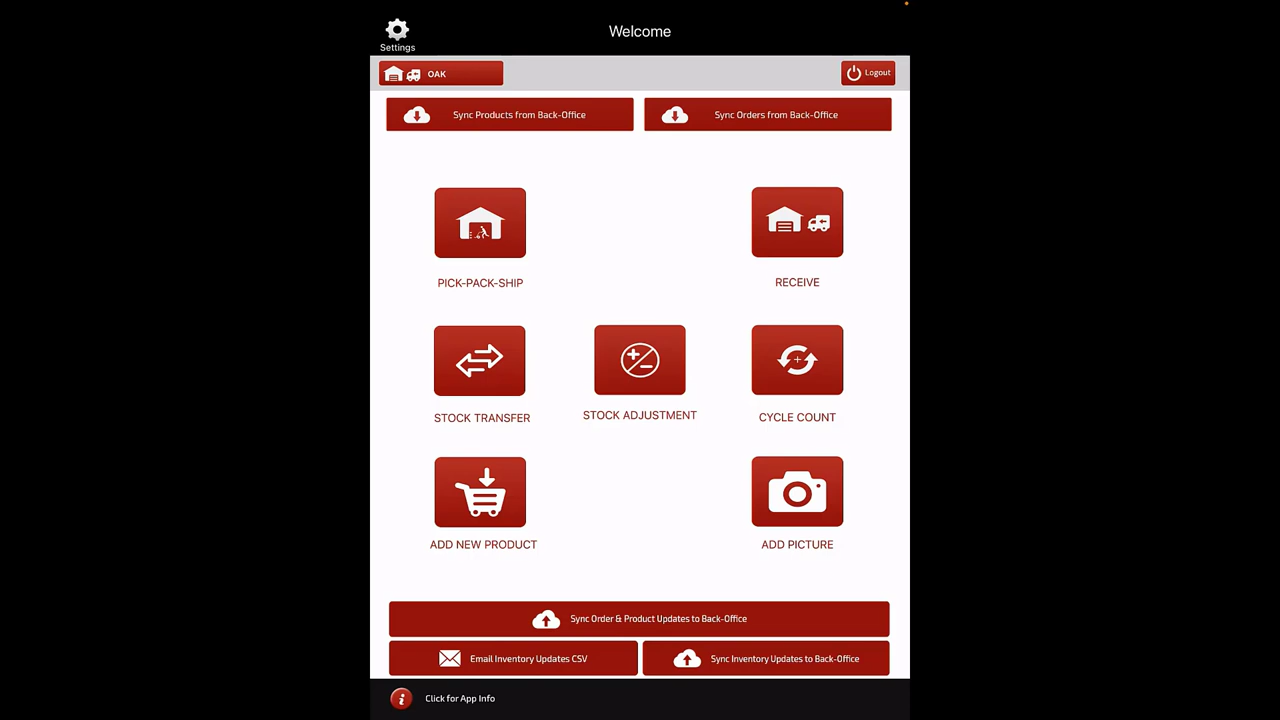 Welcome
Settings
OAK
Logout
Sync Products from Back-Office
Sync Orders from Back-Office
PICK-PACK-SHIP
RECEIVE
STOCK TRANSFER
STOCK ADJUSTMENT
CYCLE COUNT
ADD NEW PRODUCT
ADD PICTURE
Sync Order & Product Updates to Back-Office
Email Inventory Updates CSV
Sync Inventory Updates to Back-Office
Click for App Info